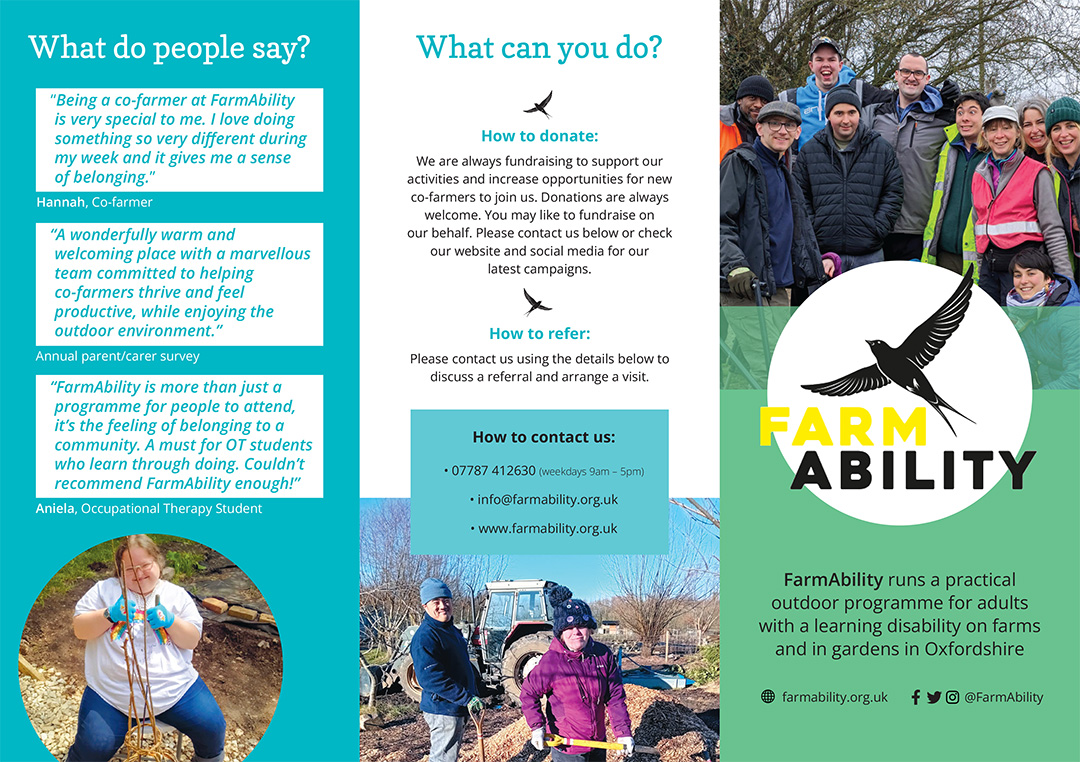 What do people say?
"Being a co-farmer at FarmAbility
is very special to me. I love doing
something so very different during
my week and it gives me a sense
of belonging."
Hannah, Co-farmer
“A wonderfully warm and
welcoming place with a marvellous
team committed to helping
co-farmers thrive and feel
productive, while enjoying the
outdoor environment.”
Annual parent/carer survey
“FarmAbility is more than just a
programme for people to attend,
it’s the feeling of belonging to a
community. A must for OT students
who learn through doing. Couldn’t
recommend FarmAbility enough!”
Aniela, Occupational Therapy Student
What can you do?
How to donate:
We are always fundraising to support our
activities and increase opportunities for new
co-farmers to join us. Donations are always
welcome. You may like to fundraise on
our behalf. Please contact us below or check
our website and social media for our
latest campaigns.
How to refer:
Please contact us using the details below to
discuss a referral and arrange a visit.
How to contact us:
• 07787 412630 (weekdays 9am – 5pm)
• info@farmability.org.uk
• www.farmability.org.uk
FARM
ABILITY
FarmAbility runs a practical
outdoor programme for adults
with a learning disability on farms
and in gardens in Oxfordshire
farmability.org.uk @FarmAbility